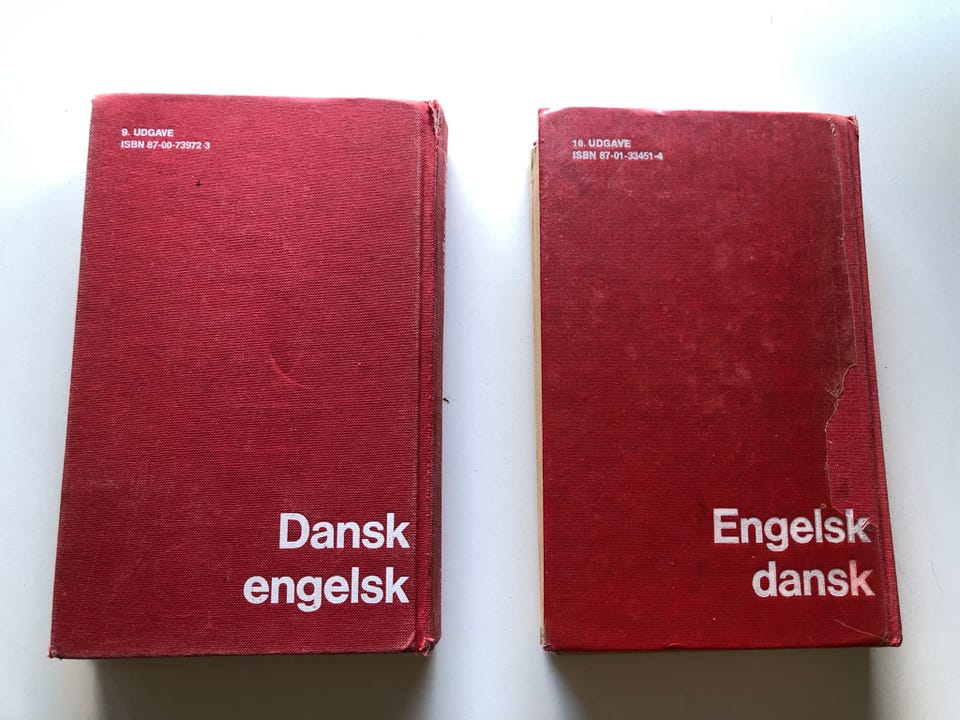 9. UDGAVE
ISBN 87-00-73972-3
Dansk
engelsk
10. UDGAVE
ISBN 87-01-33451-4
Engelsk
dansk